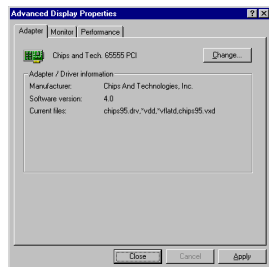 Advanced Display Properties
Adapter Monitor Performance
Chips and Tech. 65555 PCI Change...
Adapter / Driver information
Manufacturer: Chips And Technologies, Inc.
Software version: 4.0
Current files: chips95.drv,*vdd,*vflatd,chips95.vxd
Close Cancel Apply